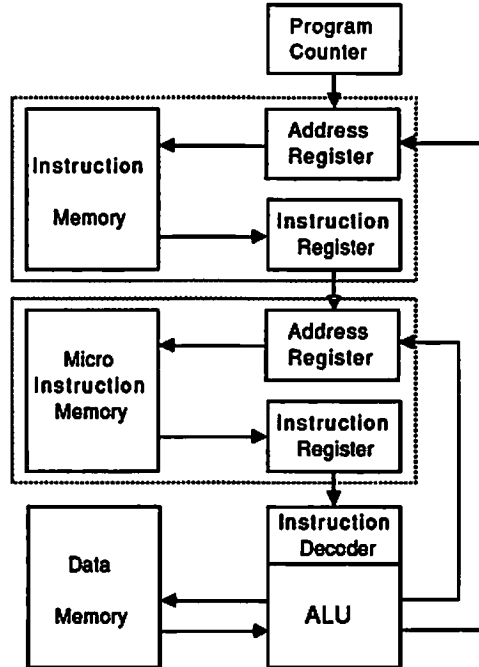 Program
Counter
Address
Register
Instruction
Memory
Instruction
Register
Address
Register
Micro
Instruction
Memory
Instruction
Register
Instruction
Decoder
Data
Memory
ALU